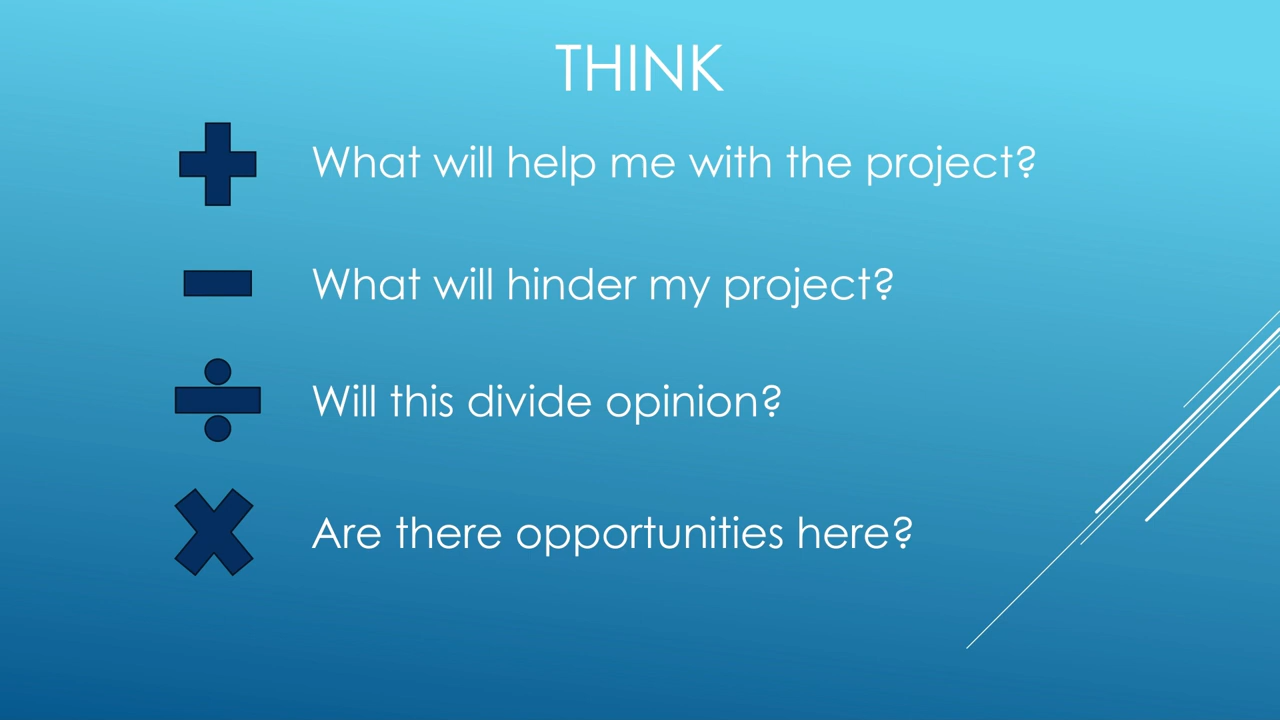 THINK
What will help me with the project?
What will hinder my project?
Will this divide opinion?
Are there opportunities here?